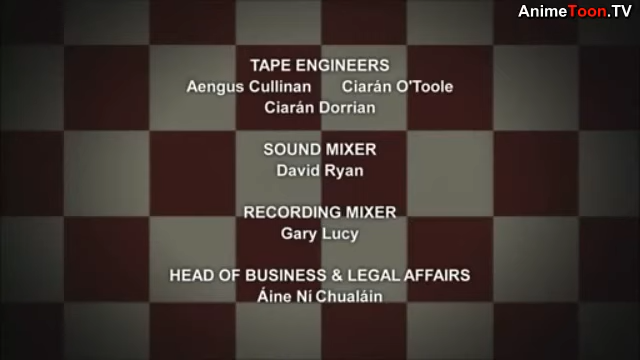 AnimeToon.TV
TAPE ENGINEERS
Aengus Cullinan Ciarán O'Toole
Ciarán Dorrian
SOUND MIXER
David Ryan
RECORDING MIXER
Gary Lucy
HEAD OF BUSINESS & LEGAL AFFAIRS
Áine Ní Chualáin